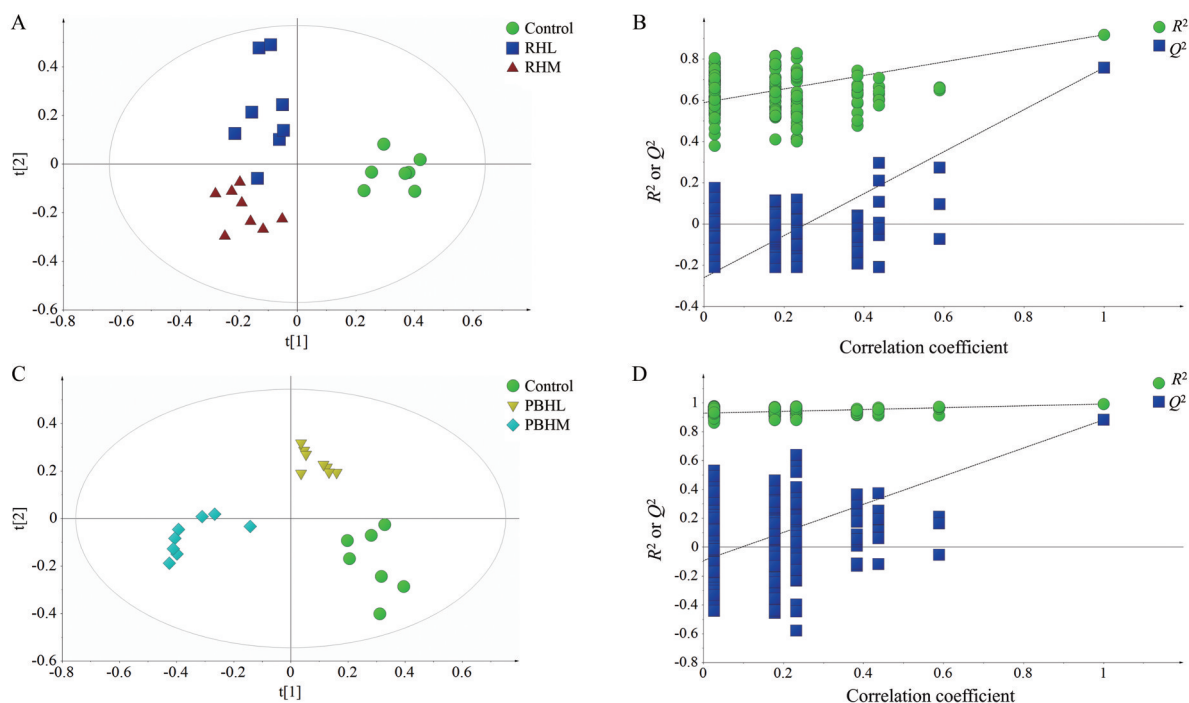 A
Control
RHL
RHM
t[2]
0.4
0.2
0
-0.2
-0.4
-0.6
-0.8 -0.6 -0.4 -0.2 0 0.2 0.4 0.6
t[1]
B
R²
Q²
R² or Q²
0.8
0.6
0.4
0.2
0
-0.2
-0.4
0 0.2 0.4 0.6 0.8 1
Correlation coefficient
C
Control
PBHL
PBHM
t[2]
0.4
0.2
0
-0.2
-0.4
-0.6
-0.8 -0.6 -0.4 -0.2 0 0.2 0.4 0.6
t[1]
D
R²
Q²
R² or Q²
1
0.8
0.6
0.4
0.2
0
-0.2
-0.4
-0.6
-0.8
0 0.2 0.4 0.6 0.8 1
Correlation coefficient